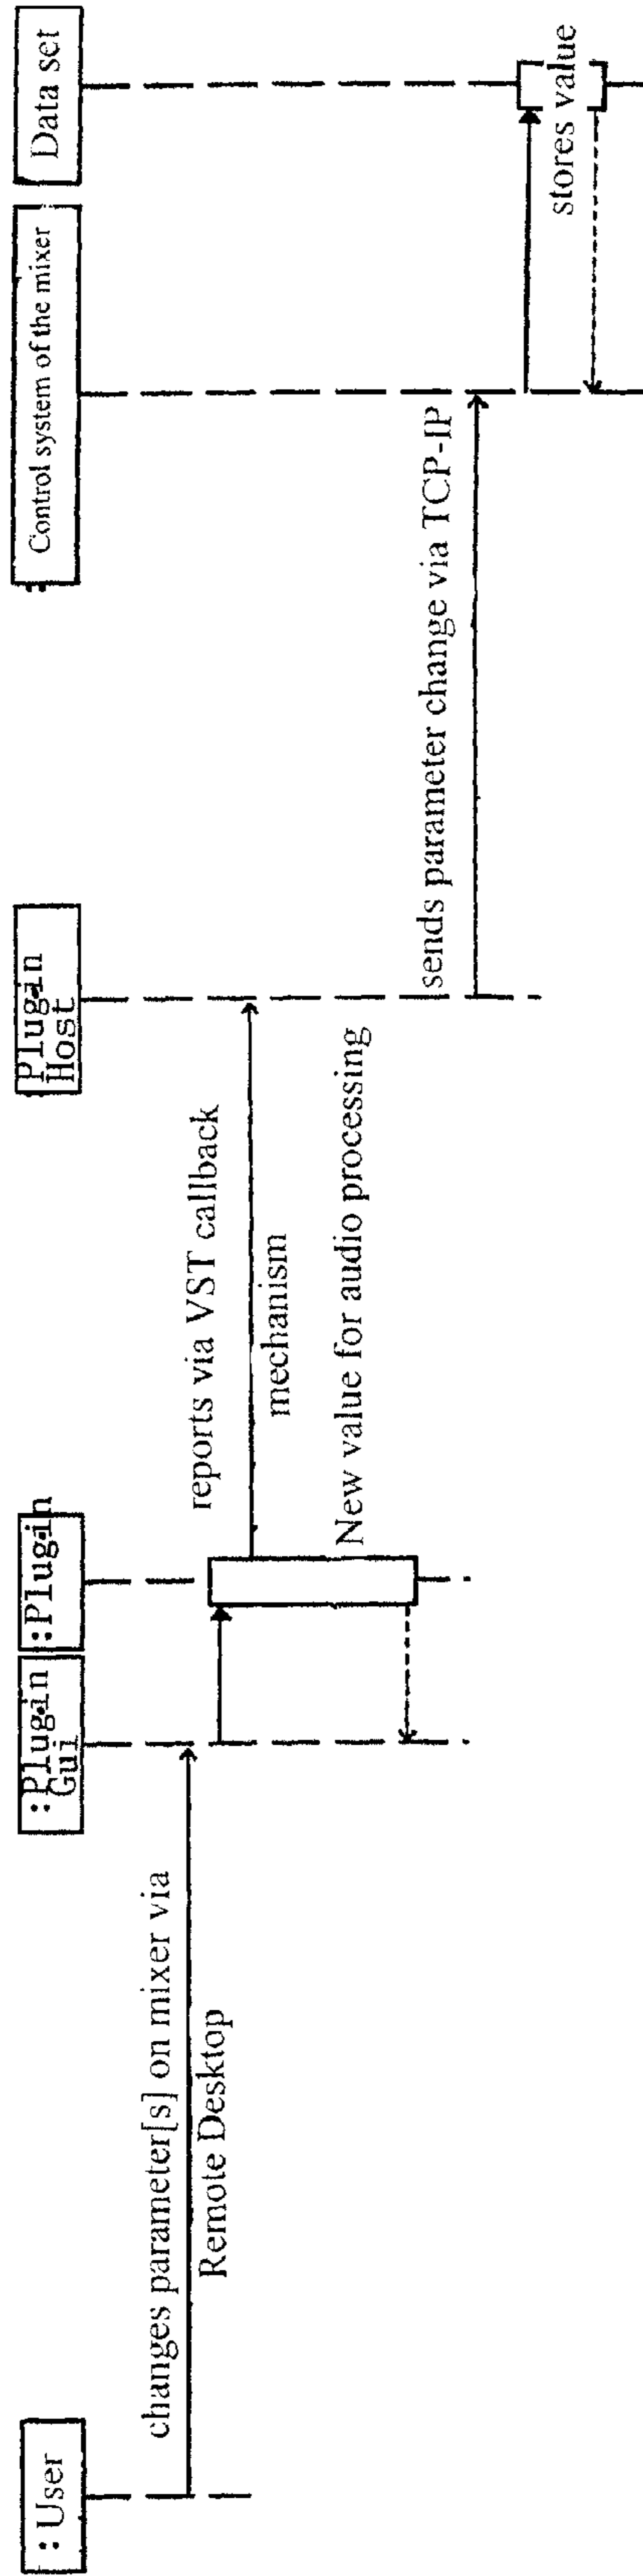 :User
:Plugin
Gui
:Plugin
Plugin
Host
Control system of the mixer
Data set
changes parameter[s] on mixer via
Remote Desktop
reports via VST callback
mechanism
New value for audio processing
sends parameter change via TCP-IP
stores value